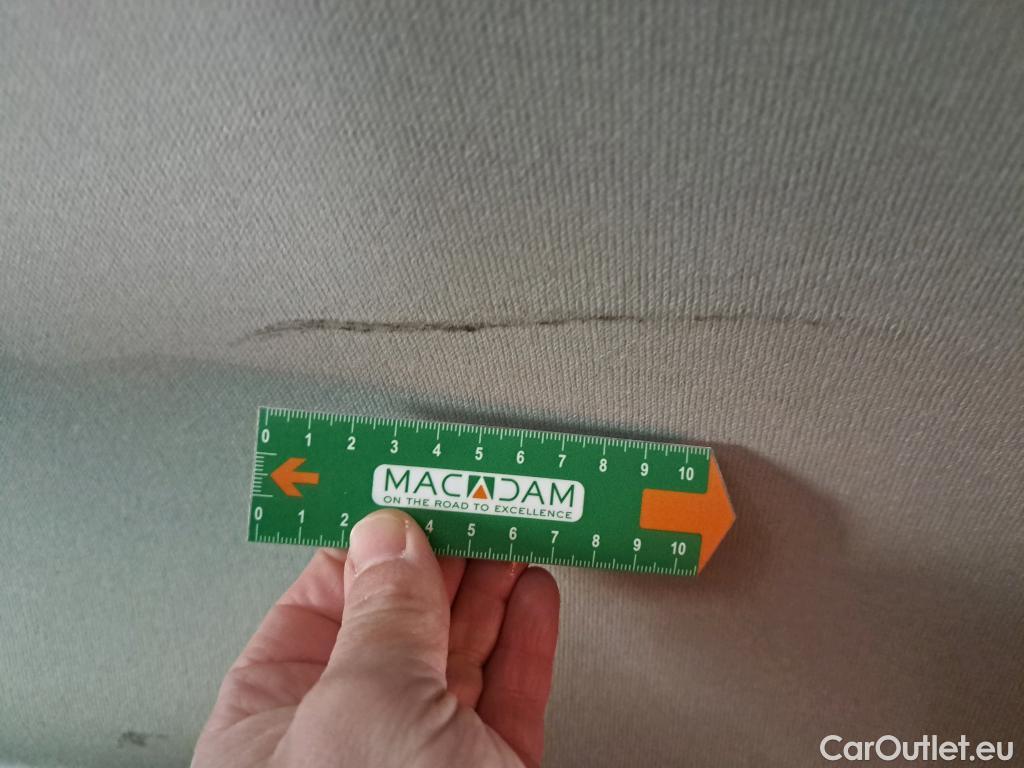 0 1 2 3 4 5 6 7 8 9 10
MACADAM
ON THE ROAD TO EXCELLENCE
0 1 2 4 5 6 7 8 9 10
CarOutlet.eu